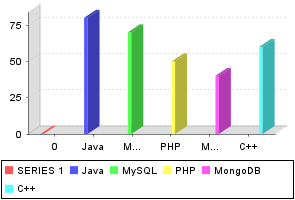 75
50
25
0
0 Java M... PHP M... C++
SERIES 1 Java MySQL PHP MongoDB
C++